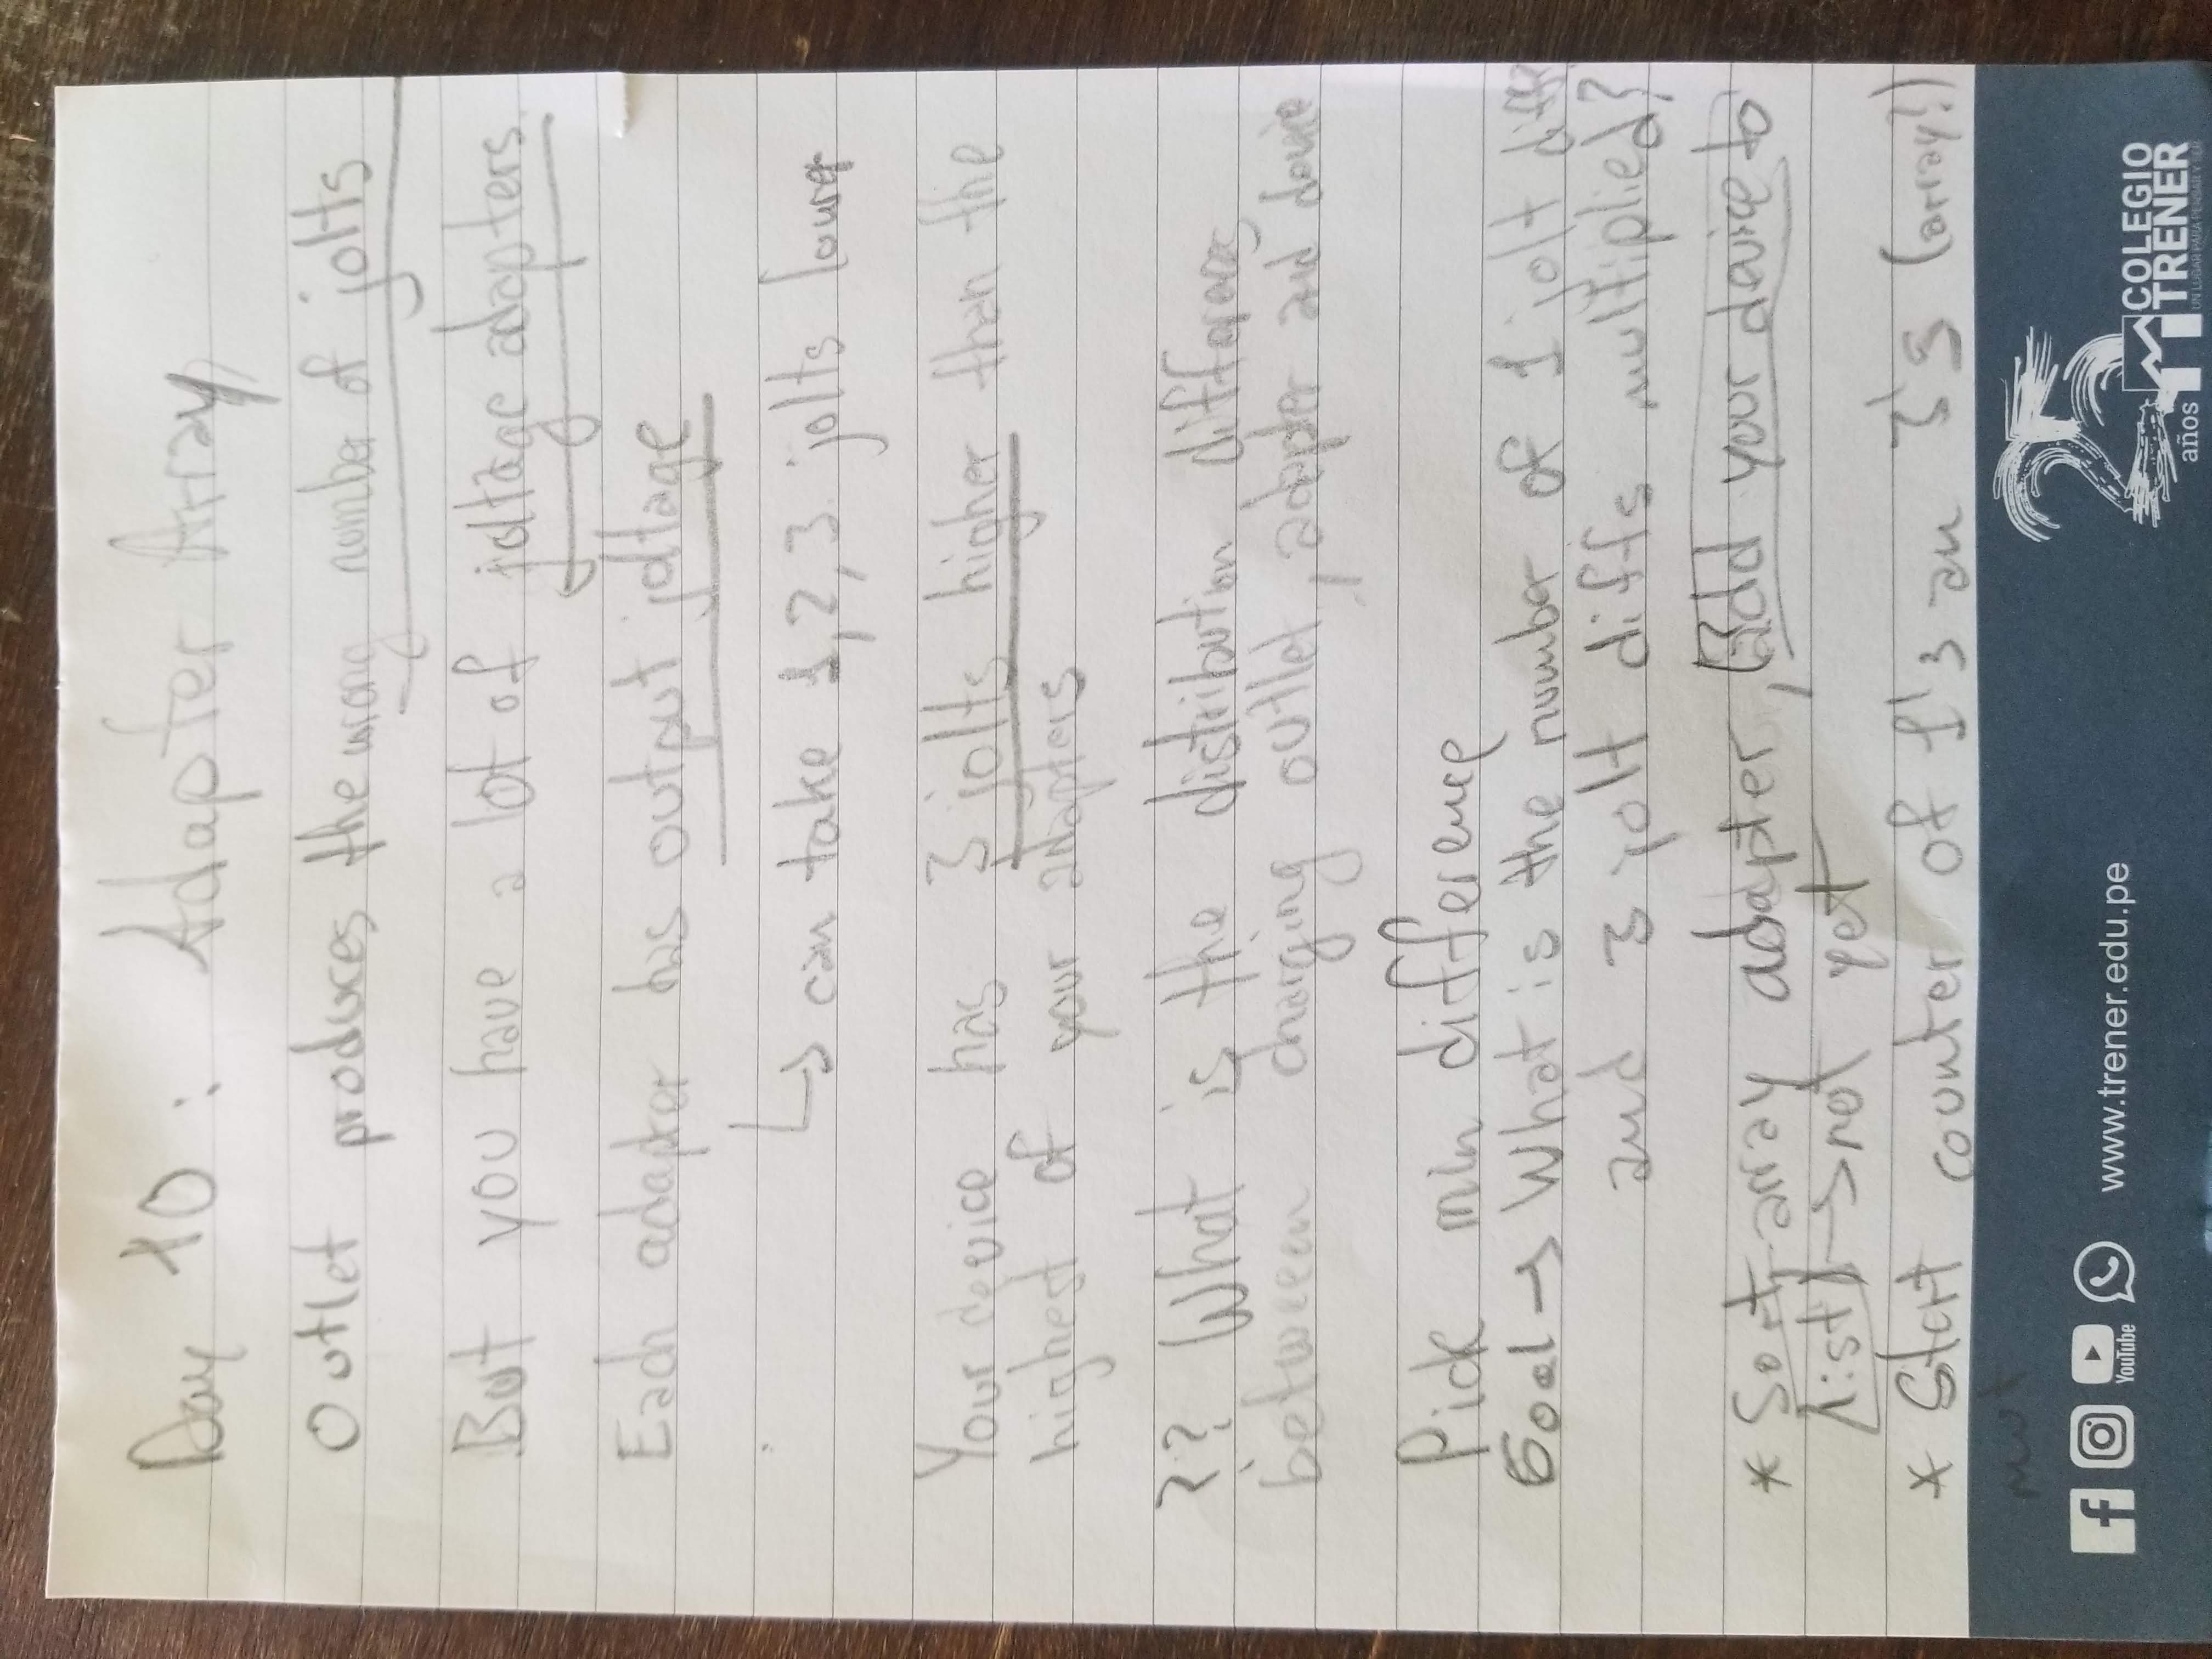 Day 10 : Adapter Array
Outlet produces the wrong number of jolts
But you have a lot of joltage adapters
Each adapter has output joltage
↳ can take 1, 2, 3 jolts lower
Your device has 3 jolts higher than the
highest of your adapters
?? What is the distribution differences
betweeen charging outlet, adapter and device
Pick min difference
Goal → What is the number of 1 jolt diffs
and 3 jolt diffs multiplied?
* Sort array adapter, add your device to
list → not yet
* Start counter of 1's an 3's (array?)
mut
YouTube
www.trener.edu.pe
25
años
COLEGIO
TRENER
UN LUGAR PARA PENSAR Y SER